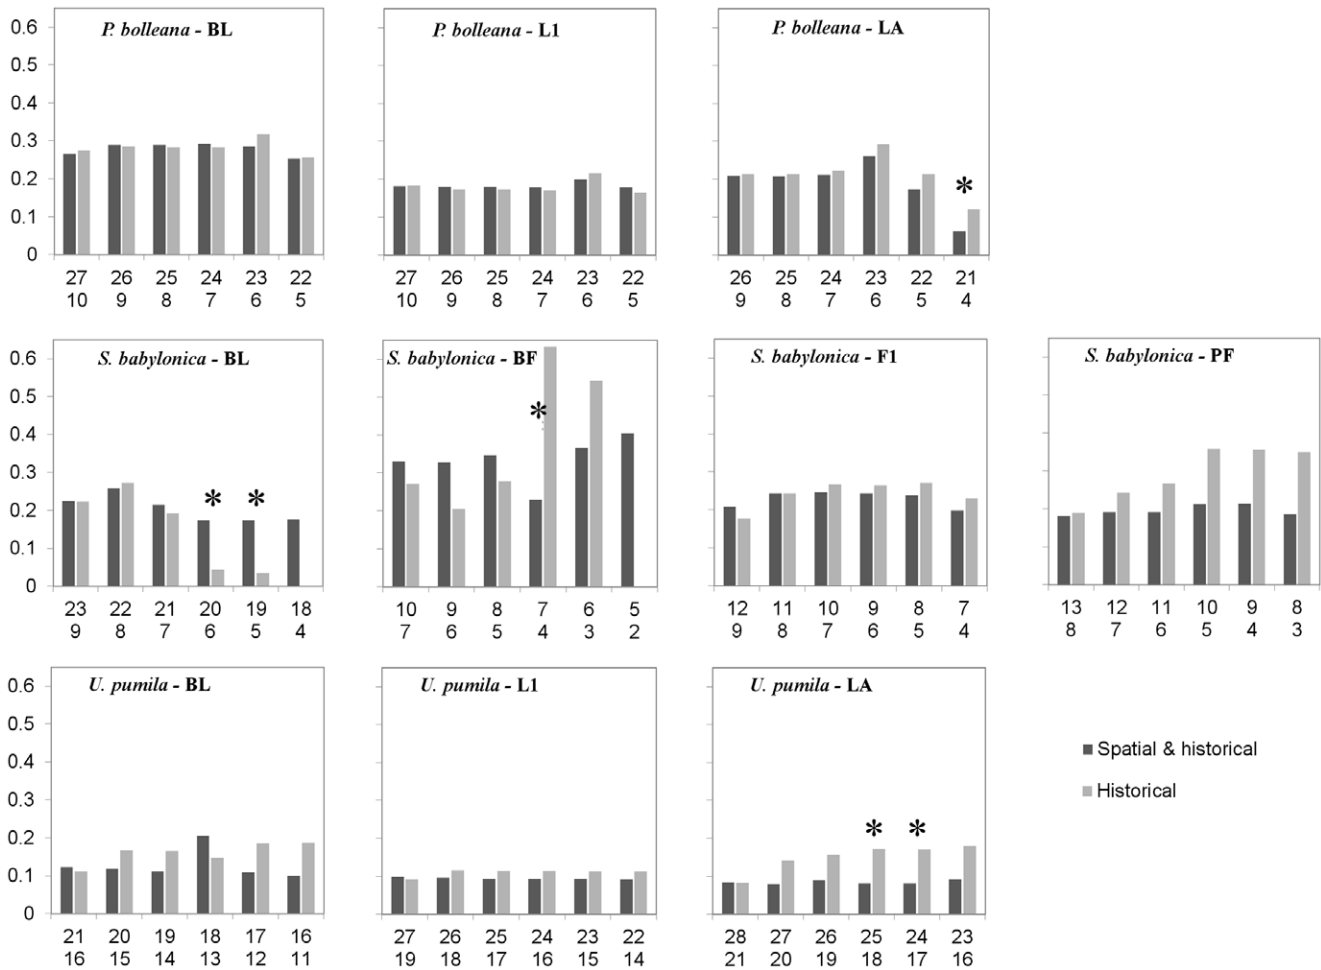 P. bolleana - BL
0.6
0.5
0.4
0.3
0.2
0.1
0
27 26 25 24 23 22
10 9 8 7 6 5
P. bolleana - L1
27 26 25 24 23 22
10 9 8 7 6 5
P. bolleana - LA
*
26 25 24 23 22 21
9 8 7 6 5 4
S. babylonica - BL
0.6
0.5
0.4
0.3
0.2
0.1
0
* *
23 22 21 20 19 18
9 8 7 6 5 4
S. babylonica - BF
*
10 9 8 7 6 5
7 6 5 4 3 2
S. babylonica - F1
12 11 10 9 8 7
9 8 7 6 5 4
S. babylonica - PF
13 12 11 10 9 8
8 7 6 5 4 3
U. pumila - BL
0.6
0.5
0.4
0.3
0.2
0.1
0
21 20 19 18 17 16
16 15 14 13 12 11
U. pumila - L1
27 26 25 24 23 22
19 18 17 16 15 14
U. pumila - LA
* *
28 27 26 25 24 23
21 20 19 18 17 16
Spatial & historical
Historical